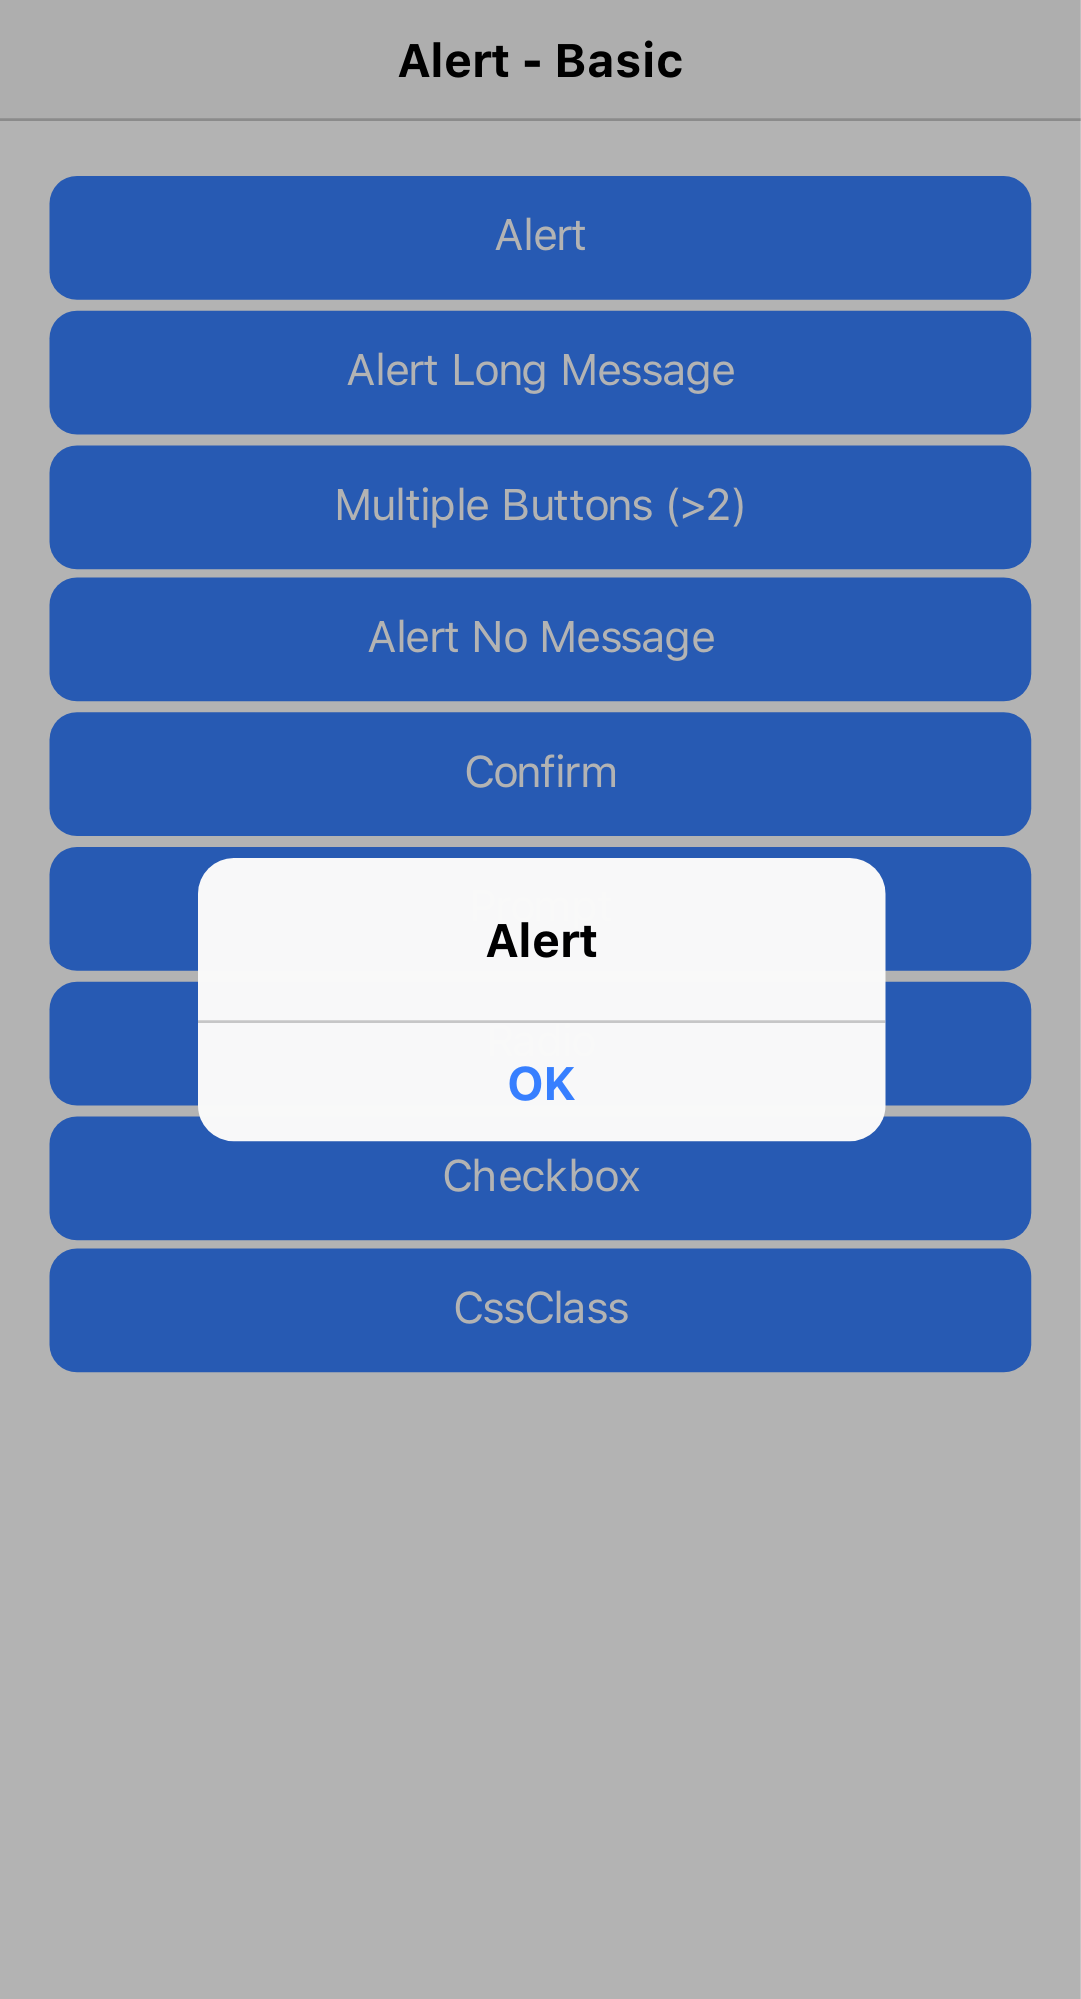 Alert - Basic
Alert
Alert Long Message
Multiple Buttons (>2)
Alert No Message
Confirm
Alert
OK
Checkbox
CssClass